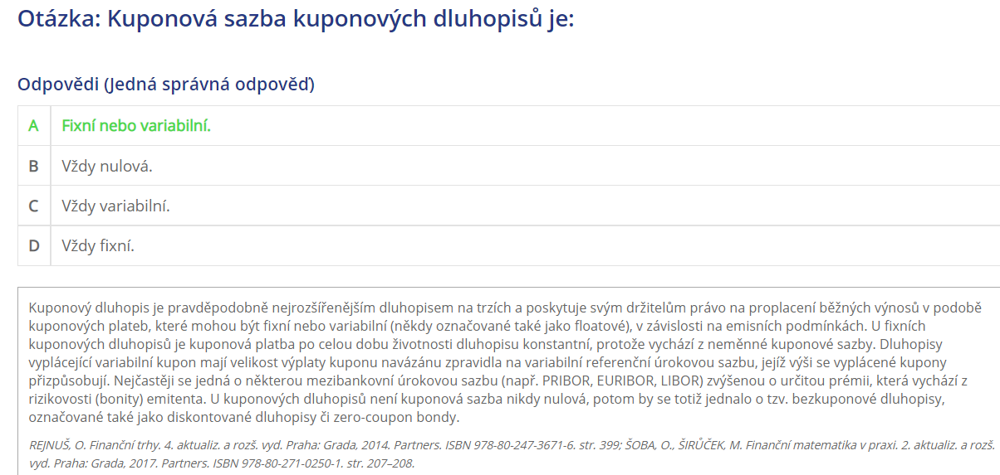 Otázka: Kuponová sazba kuponových dluhopisů je:
Odpovědi (Jedná správná odpověď)
A Fixní nebo variabilní.
B Vždy nulová.
C Vždy variabilní.
D Vždy fixní.
Kuponový dluhopis je pravděpodobně nejrozšířenějším dluhopisem na trzích a poskytuje svým držitelům právo na proplacení běžných výnosů v podobě
kuponových plateb, které mohou být fixní nebo variabilní (někdy označované také jako floatové), v závislosti na emisních podmínkách. U fixních
kuponových dluhopisů je kuponová platba po celou dobu životnosti dluhopisu konstantní, protože vychází z neměnné kuponové sazby. Dluhopisy
vyplácející variabilní kupon mají velikost výplaty kuponu navázánu zpravidla na variabilní referenční úrokovou sazbu, jejíž výši se vyplácené kupony
přizpůsobují. Nejčastěji se jedná o některou mezibankovní úrokovou sazbu (např. PRIBOR, EURIBOR, LIBOR) zvýšenou o určitou prémii, která vychází z
rizikovosti (bonity) emitenta. U kuponových dluhopisů není kuponová sazba nikdy nulová, potom by se totiž jednalo o tzv. bezkuponové dluhopisy,
označované také jako diskontované dluhopisy či zero-coupon bondy.
REJNUŠ, O. Finanční trhy. 4. aktualiz. a rozš. vyd. Praha: Grada, 2014. Partners. ISBN 978-80-247-3671-6. str. 399; ŠOBA, O., ŠIRŮČEK, M. Finanční matematika v praxi. 2. aktualiz. a rozš.
vyd. Praha: Grada, 2017. Partners. ISBN 978-80-271-0250-1. str. 207–208.